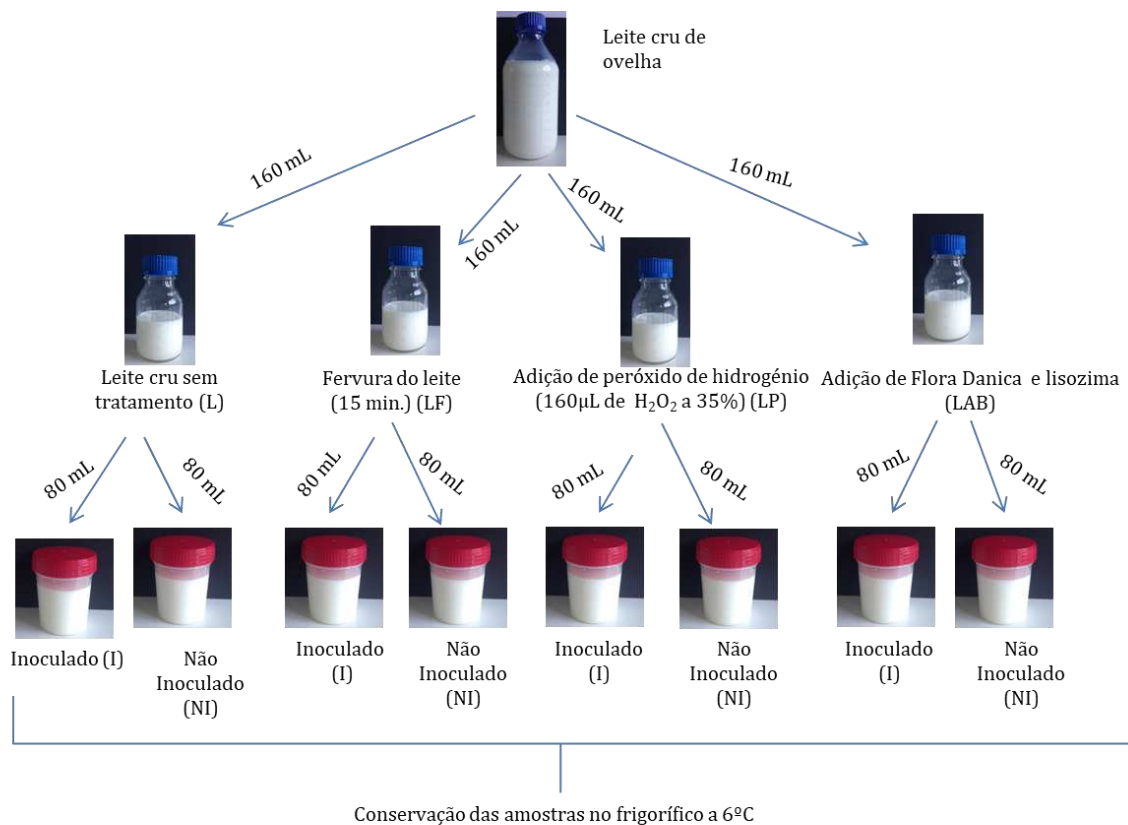 Leite cru de
ovelha
160 mL
160 mL
160 mL
160 mL
Leite cru sem
tratamento (L)
Fervura do leite
(15 min.) (LF)
Adição de peróxido de hidrogénio
(160µL de H₂O₂ a 35%) (LP)
Adição de Flora Danica e lisozima
(LAB)
80 mL
80 mL
80 mL
80 mL
80 mL
80 mL
80 mL
80 mL
Inoculado (I)
Não
Inoculado
(NI)
Inoculado
(I)
Não
Inoculado
(NI)
Inoculado
(I)
Não
Inoculado
(NI)
Inoculado
(I)
Não
Inoculado
(NI)
Conservação das amostras no frigorífico a 6ºC